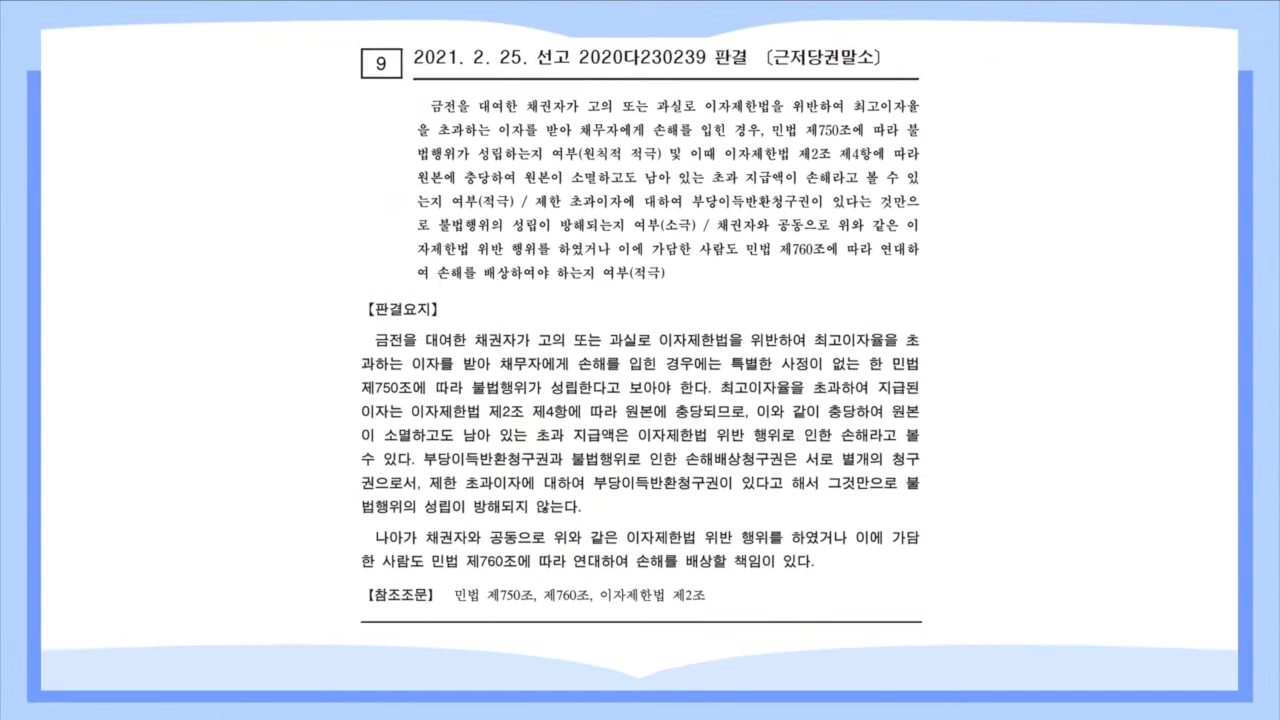 9
2021. 2. 25. 선고 2020다230239 판결 〔근저당권말소〕
금전을 대여한 채권자가 고의 또는 과실로 이자제한법을 위반하여 최고이자율
을 초과하는 이자를 받아 채무자에게 손해를 입힌 경우, 민법 제750조에 따라 불
법행위가 성립하는지 여부(원칙적 적극) 및 이때 이자제한법 제2조 제4항에 따라
원본에 충당하여 원본이 소멸하고도 남아 있는 초과 지급액이 손해라고 볼 수 있
는지 여부(적극) / 제한 초과이자에 대하여 부당이득반환청구권이 있다는 것만으
로 불법행위의 성립이 방해되는지 여부(소극) / 채권자와 공동으로 위와 같은 이
자제한법 위반 행위를 하였거나 이에 가담한 사람도 민법 제760조에 따라 연대하
여 손해를 배상하여야 하는지 여부(적극)
【판결요지】
금전을 대여한 채권자가 고의 또는 과실로 이자제한법을 위반하여 최고이자율을 초
과하는 이자를 받아 채무자에게 손해를 입힌 경우에는 특별한 사정이 없는 한 민법
제750조에 따라 불법행위가 성립한다고 보아야 한다. 최고이자율을 초과하여 지급된
이자는 이자제한법 제2조 제4항에 따라 원본에 충당되므로, 이와 같이 충당하여 원본
이 소멸하고도 남아 있는 초과 지급액은 이자제한법 위반 행위로 인한 손해라고 볼
수 있다. 부당이득반환청구권과 불법행위로 인한 손해배상청구권은 서로 별개의 청구
권으로서, 제한 초과이자에 대하여 부당이득반환청구권이 있다고 해서 그것만으로 불
법행위의 성립이 방해되지 않는다.
나아가 채권자와 공동으로 위와 같은 이자제한법 위반 행위를 하였거나 이에 가담
한 사람도 민법 제760조에 따라 연대하여 손해를 배상할 책임이 있다.
【참조조문】 민법 제750조, 제760조, 이자제한법 제2조